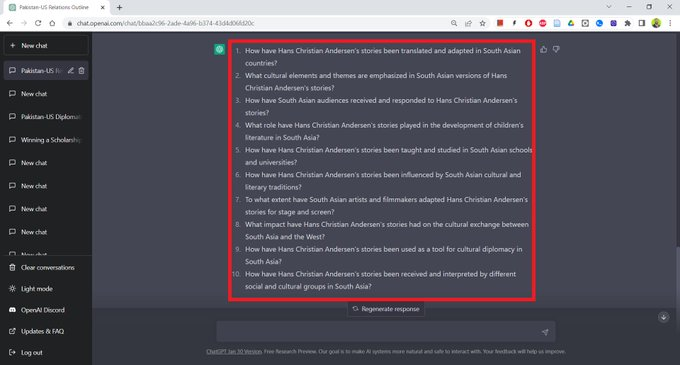 Pakistan-US Relations Outline
chat.openai.com/chat/bbaa2c96-2ade-4a96-b374-43d4d06fd20c
New chat
Pakistan-US Re
New chat
Pakistan-US Diplomat
Winning a Scholarship
New chat
New chat
New chat
New chat
Clear conversations
Light mode
OpenAI Discord
Updates & FAQ
Log out
1. How have Hans Christian Andersen's stories been translated and adapted in South Asian
countries?
2. What cultural elements and themes are emphasized in South Asian versions of Hans
Christian Andersen's stories?
3. How have South Asian audiences received and responded to Hans Christian Andersen's
stories?
4. What role have Hans Christian Andersen's stories played in the development of children's
literature in South Asia?
5. How have Hans Christian Andersen's stories been taught and studied in South Asian schools
and universities?
6. How have Hans Christian Andersen's stories been influenced by South Asian cultural and
literary traditions?
7. To what extent have South Asian artists and filmmakers adapted Hans Christian Andersen's
stories for stage and screen?
8. What impact have Hans Christian Andersen's stories had on the cultural exchange between
South Asia and the West?
9. How have Hans Christian Andersen's stories been used as a tool for cultural diplomacy in
South Asia?
10. How have Hans Christian Andersen's stories been received and interpreted by different
social and cultural groups in South Asia?
Regenerate response
ChatGPT Jan 30 Version. Free Research Preview. Our goal is to make AI systems more natural and safe to interact with. Your feedback will help us improve.